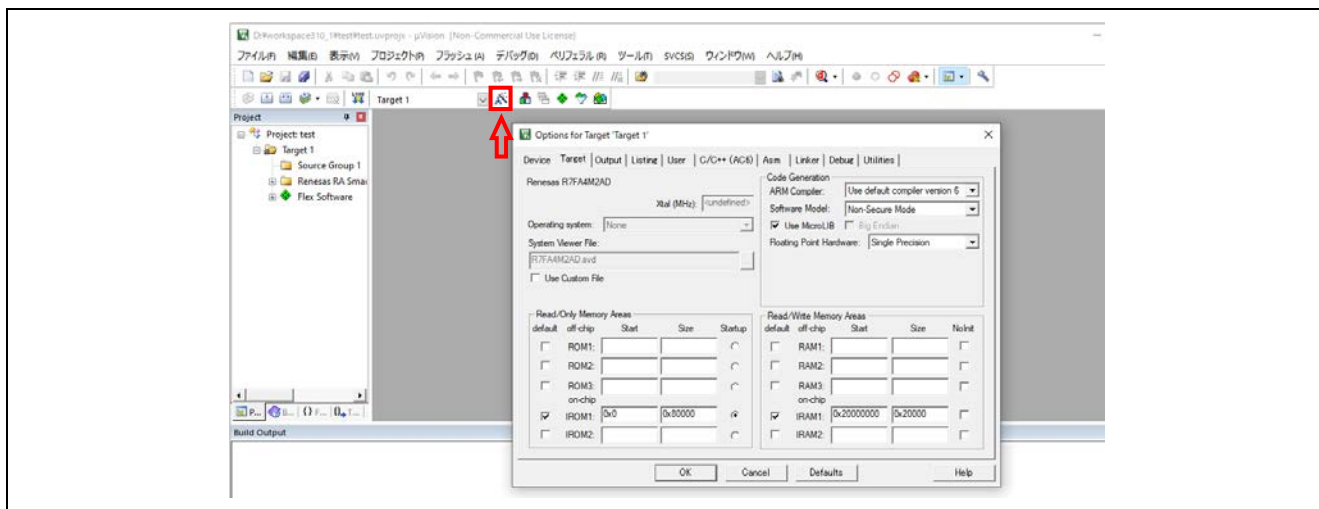 D:¥workspace310_1¥test¥test.uvprojx - µVision [Non-Commercial Use License]
ファイル(F) 編集(E) 表示(V) プロジェクト(P) フラッシュ(A) デバッグ(D) ペリフェラル(R) ツール(T) SVCS(S) ウィンドウ(W) ヘルプ(H)
Target 1
Project
Project: test
Target 1
Source Group 1
Renesas RA Smar
Flex Software
P...
F...
T...
Build Output
Options for Target 'Target 1'
Device Target Output Listing User C/C++ (AC6) Asm Linker Debug Utilities
Renesas R7FA4M2AD
Xtal (MHz): <undefined>
Operating system: None
System Viewer File:
R7FA4M2AD.svd
Use Custom File
Code Generation
ARM Compiler: Use default compiler version 6
Software Model: Non-Secure Mode
Use MicroLIB Big Endian
Floating Point Hardware: Single Precision
Read/Only Memory Areas
default off-chip Start Size Startup
ROM1:
ROM2:
ROM3:
on-chip
IROM1: 0x0 0x80000
IROM2:
Read/Write Memory Areas
default off-chip Start Size NoInit
RAM1:
RAM2:
RAM3:
on-chip
IRAM1: 0x20000000 0x20000
IRAM2:
OK Cancel Defaults Help